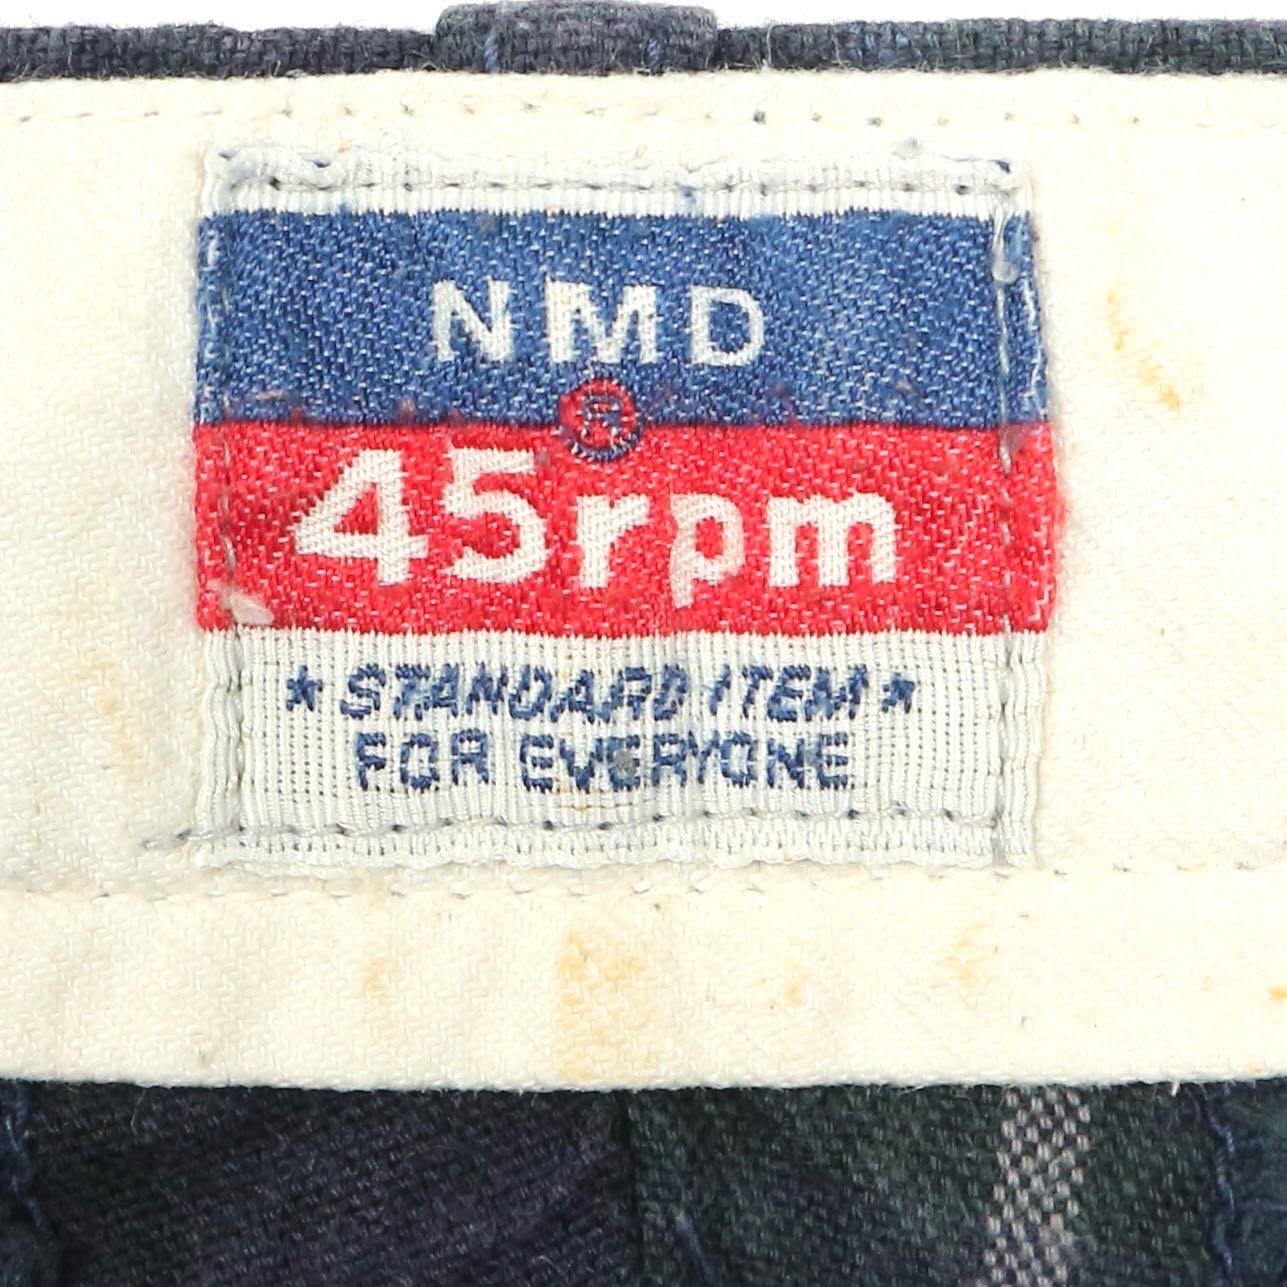 NMD
®
45rpm
★ STANDARD ITEM ★
FOR EVERYONE